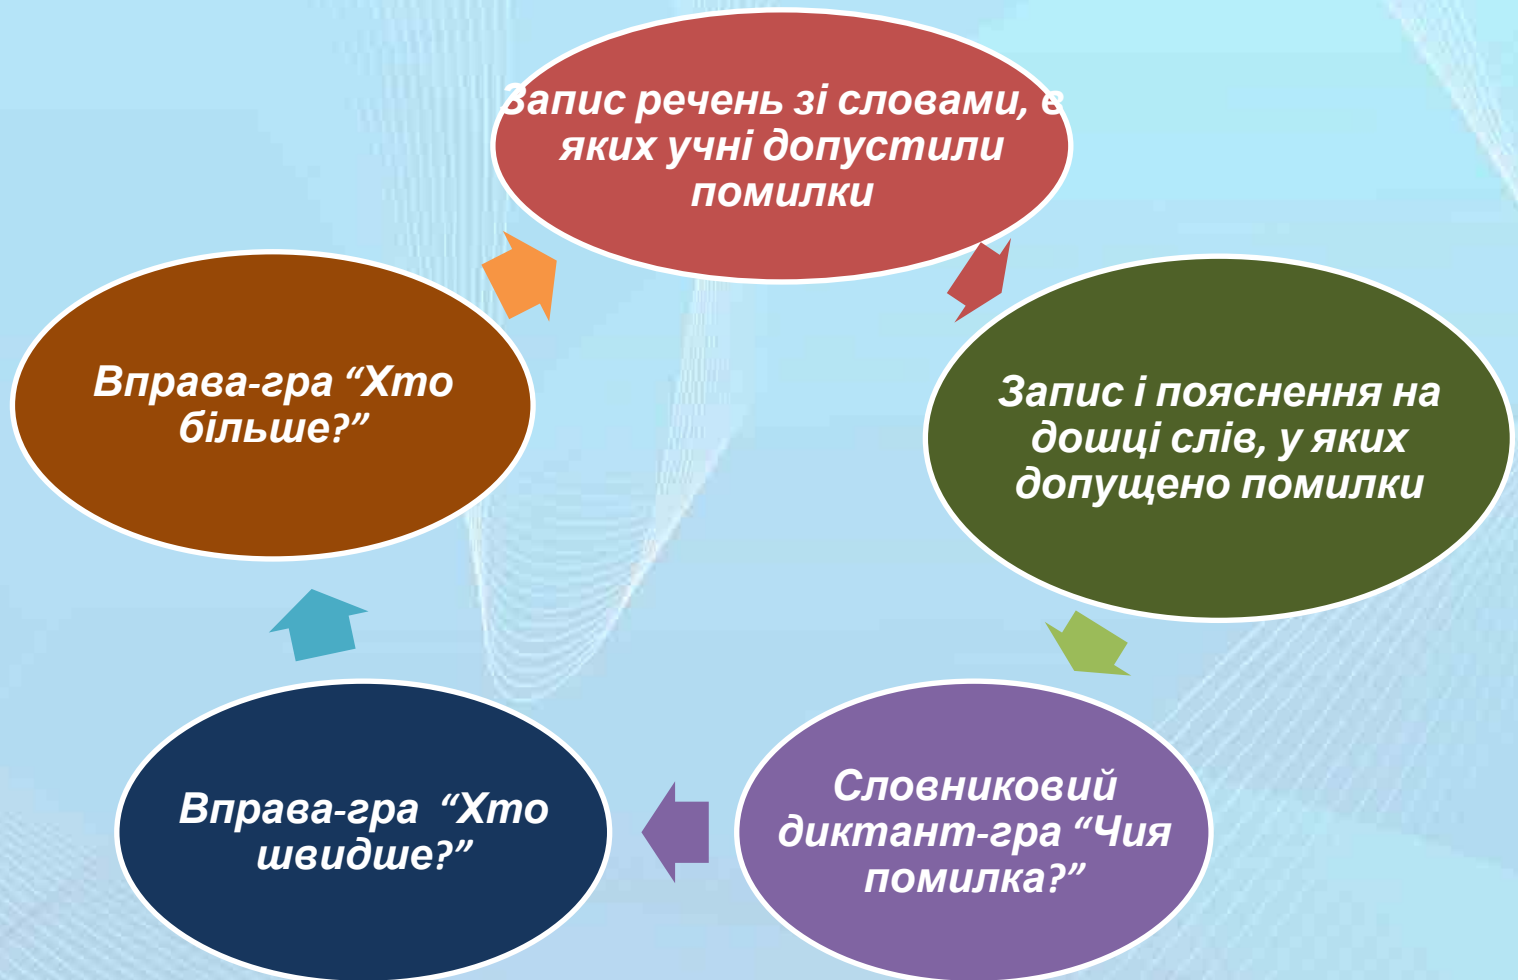 Запис речень зі словами, в
яких учні допустили
помилки
Запис і пояснення на
дошці слів, у яких
допущено помилки
Словниковий
диктант-гра “Чия
помилка?”
Вправа-гра “Хто
швидше?”
Вправа-гра “Хто
більше?”